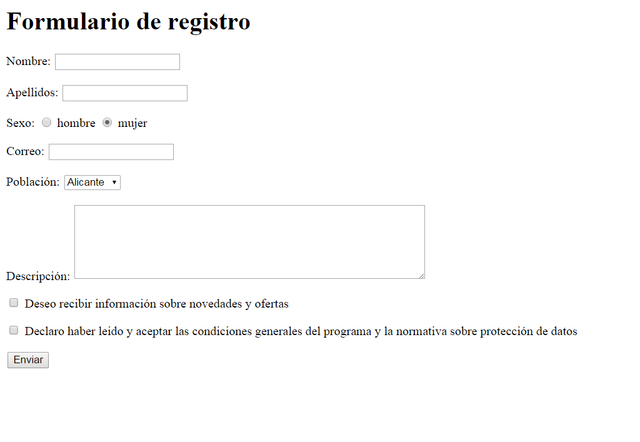 Formulario de registro
Nombre:
Apellidos:
Sexo: hombre mujer
Correo:
Población: Alicante
Descripción:
Deseo recibir información sobre novedades y ofertas
Declaro haber leido y aceptar las condiciones generales del programa y la normativa sobre protección de datos
Enviar